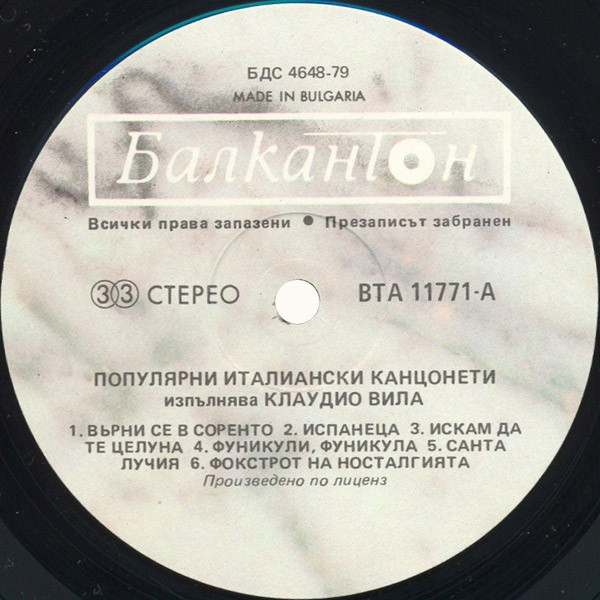 БДС 4648-79
MADE IN BULGARIA
Балкантон
Всички права запазени ● Презаписът забранен
33 СТЕРЕО ВТА 11771-А
ПОПУЛЯРНИ ИТАЛИАНСКИ КАНЦОНЕТИ
изпълнява КЛАУДИО ВИЛА
1. ВЪРНИ СЕ В СОРЕНТО 2. ИСПАНЕЦА 3. ИСКАМ ДА
ТЕ ЦЕЛУНА 4. ФУНИКУЛИ, ФУНИКУЛА 5. САНТА
ЛУЧИЯ 6. ФОКСТРОТ НА НОСТАЛГИЯТА
Произведено по лиценз